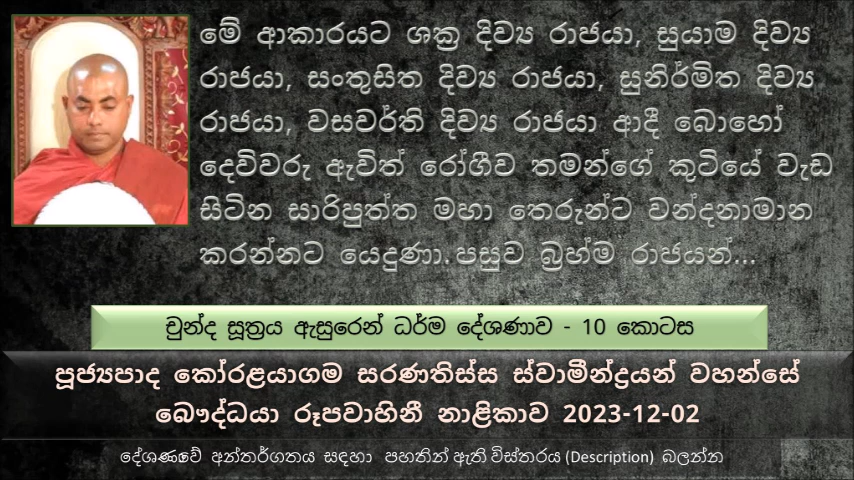 මේ ආකාරයට ශක්‍ර දිව්‍ය රාජයා, සුයාම දිව්‍ය
රාජයා, සංතුසිත දිව්‍ය රාජයා, සුනිර්මිත දිව්‍ය
රාජයා, වසවර්ති දිව්‍ය රාජයා ආදී බොහෝ
දෙවිවරු ඇවිත් රෝගීව තමන්ගේ කුටියේ වැඩ
සිටින සාරිපුත්ත මහා තෙරුන්ට වන්දනාමාන
කරන්නට යෙදුණා.පසුව බ්‍රහ්ම රාජයන්...
චුන්ද සූත්‍රය ඇසුරෙන් ධර්ම දේශණාව - 10 කොටස
පූජ්‍යපාද කෝරළයාගම සරණතිස්ස ස්වාමීන්ද්‍රයන් වහන්සේ
බෞද්ධයා රූපවාහිනී නාළිකාව 2023-12-02
දේශණාවේ අන්තර්ගතය සඳහා පහතින් ඇති විස්තරය (Description) බලන්න